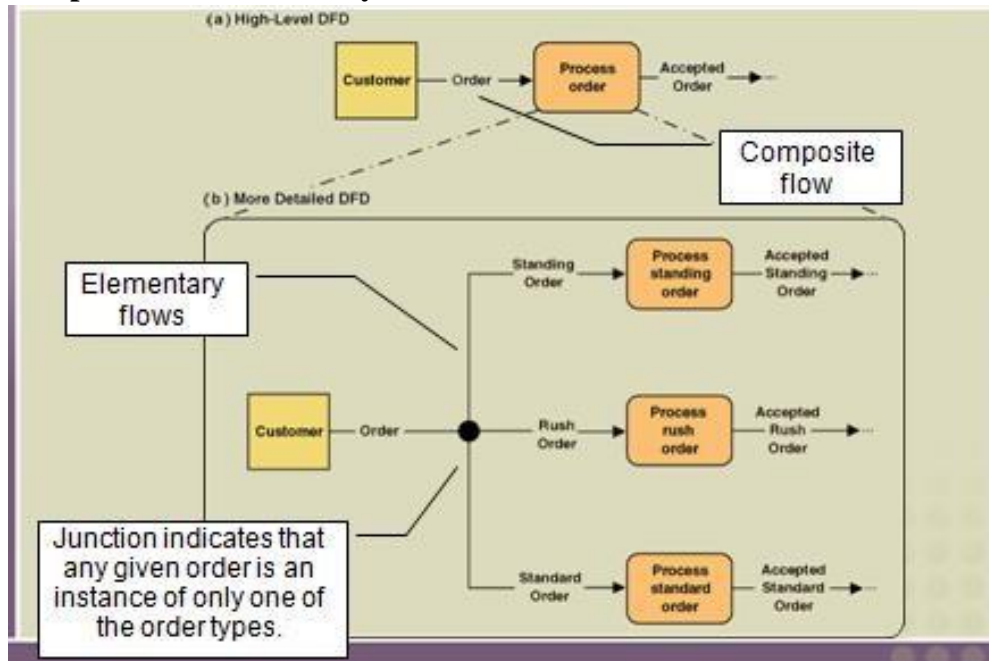 (a) High-Level DFD
Customer
Order
Process
order
Accepted
Order
...
Composite
flow
(b) More Detailed DFD
Elementary
flows
Standing
Order
Process
standing
order
Accepted
Standing
Order
...
Customer
Order
Rush
Order
Process
rush
order
Accepted
Rush
Order
...
Junction indicates that
any given order is an
instance of only one of
the order types.
Standard
Order
Process
standard
order
Accepted
Standard
Order
...